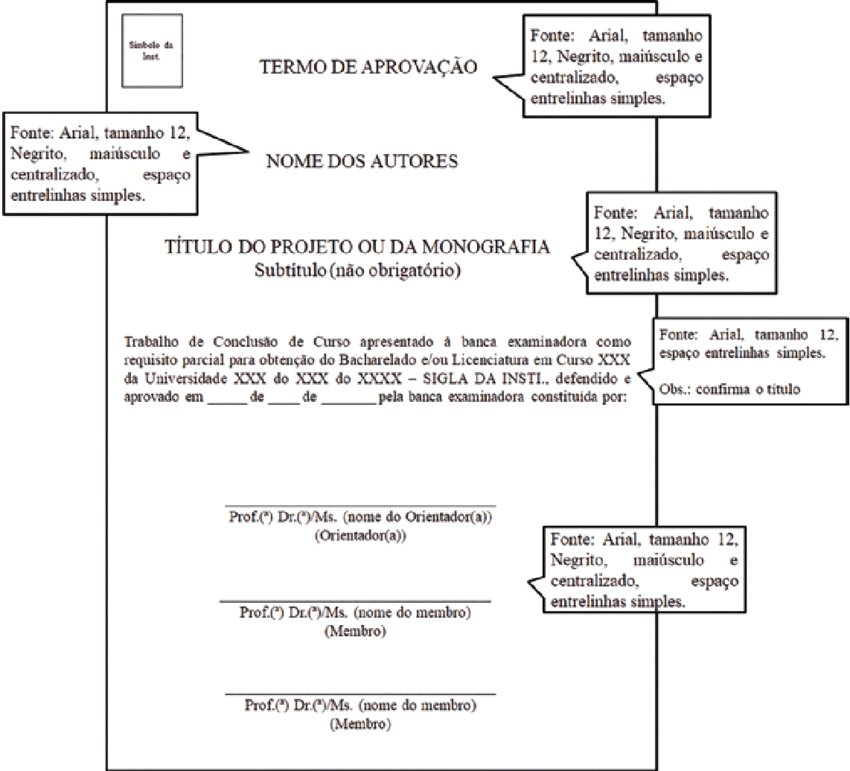 Símbolo da
Inst.
TERMO DE APROVAÇÃO
Fonte: Arial, tamanho
12, Negrito, maiúsculo e
centralizado, espaço
entrelinhas simples.
Fonte: Arial, tamanho 12,
Negrito, maiúsculo e
centralizado, espaço
entrelinhas simples.
NOME DOS AUTORES
TÍTULO DO PROJETO OU DA MONOGRAFIA
Subtítulo (não obrigatório)
Fonte: Arial, tamanho
12, Negrito, maiúsculo e
centralizado, espaço
entrelinhas simples.
Trabalho de Conclusão de Curso apresentado à banca examinadora como
requisito parcial para obtenção do Bacharelado e/ou Licenciatura em Curso XXX
da Universidade XXX do XXX do XXXX – SIGLA DA INSTI., defendido e
aprovado em _____ de ____ de _______ pela banca examinadora constituída por:
Fonte: Arial, tamanho 12,
espaço entrelinhas simples.
Obs.: confirma o título
Prof.(ª) Dr.(ª)/Ms. (nome do Orientador(a))
(Orientador(a))
Fonte: Arial, tamanho 12,
Negrito, maiúsculo e
centralizado, espaço
entrelinhas simples.
Prof.(ª) Dr.(ª)/Ms. (nome do membro)
(Membro)
Prof.(ª) Dr.(ª)/Ms. (nome do membro)
(Membro)